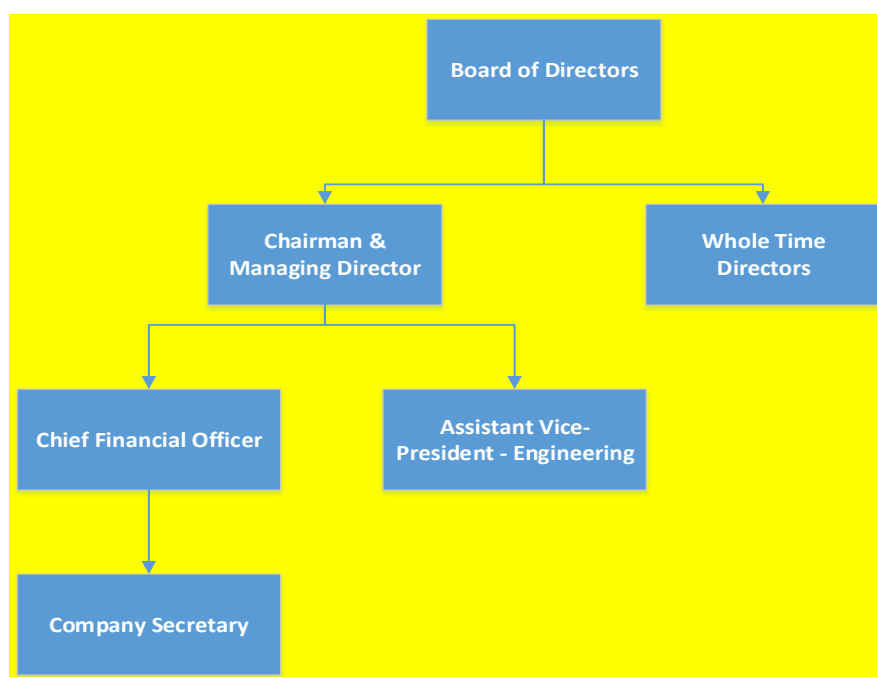 Board of Directors
Chairman &
Managing Director
Whole Time
Directors
Chief Financial Officer
Assistant Vice-
President - Engineering
Company Secretary